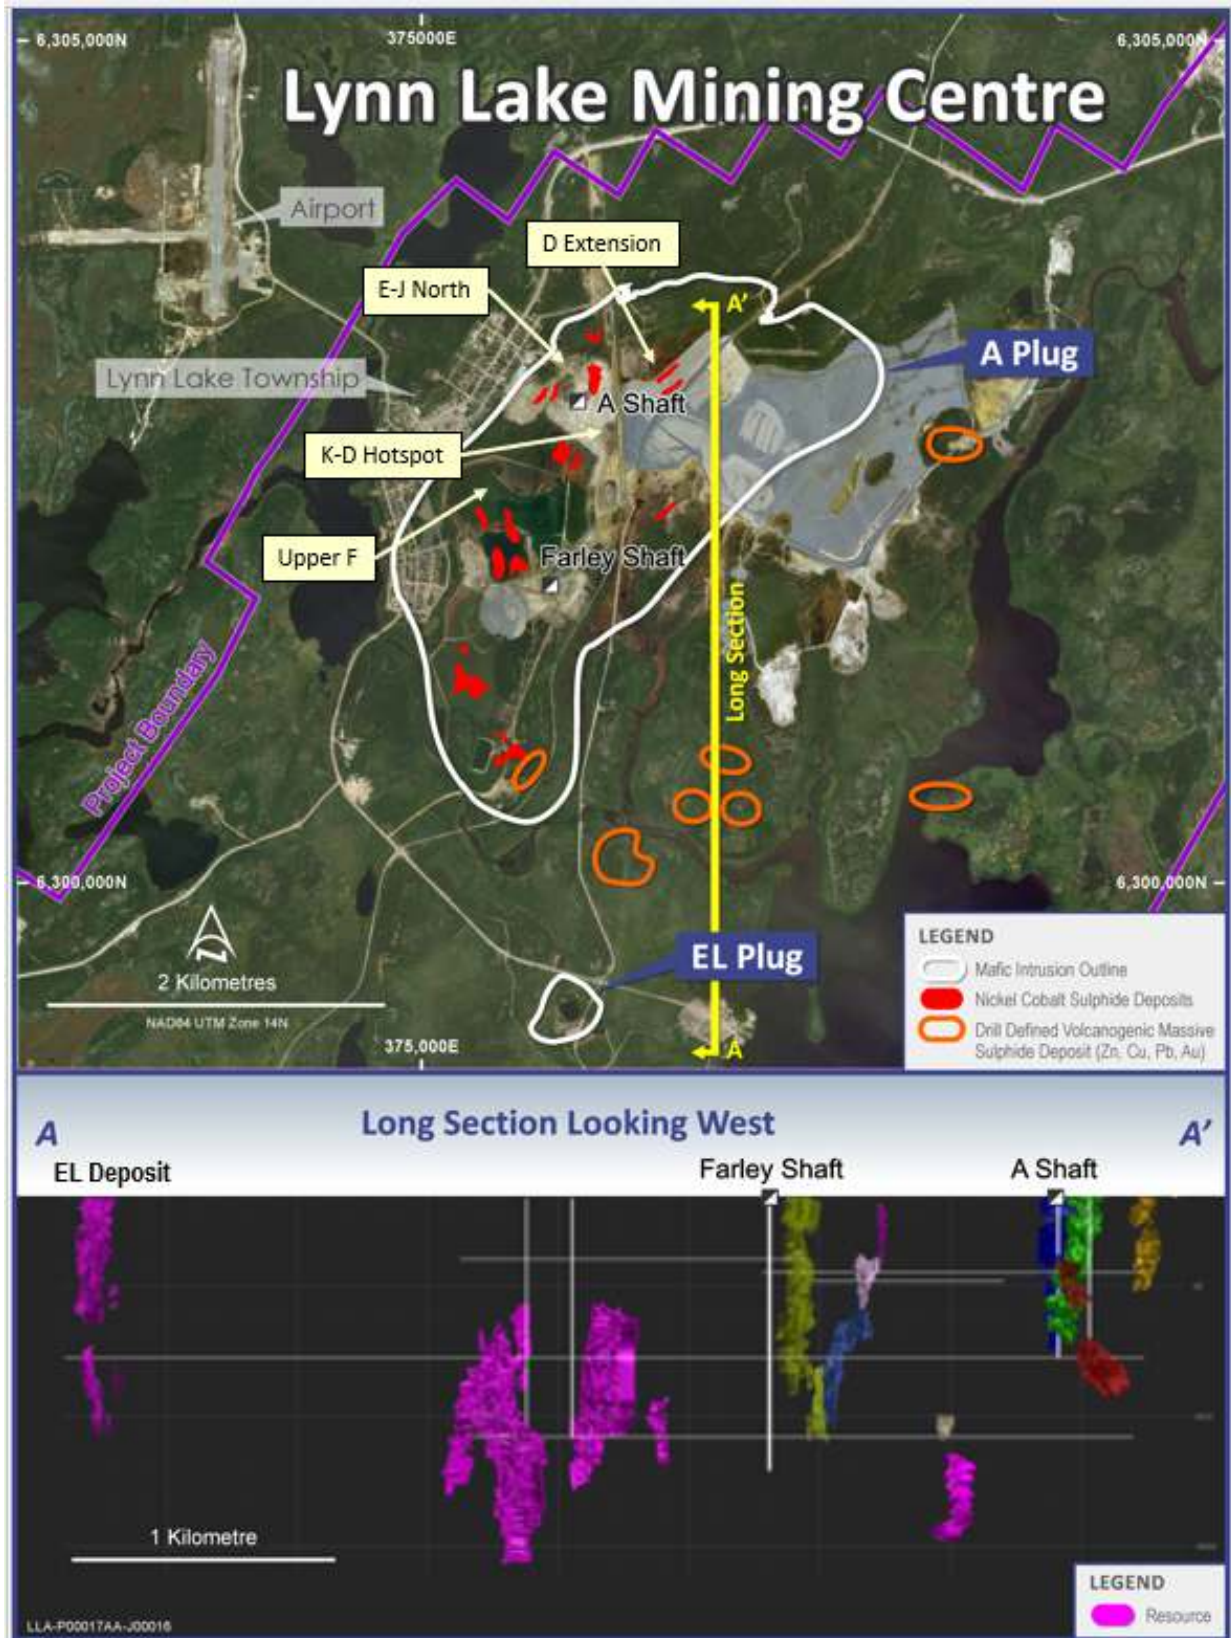 6,305,000N
375000E
6,305,000N
Lynn Lake Mining Centre
Airport
D Extension
E-J North
A'
A Plug
Lynn Lake Township
A Shaft
K-D Hotspot
Upper F
Farley Shaft
Long Section
Project Boundary
6,300,000N
6,300,000N
EL Plug
2 Kilometres
NAD84 UTM Zone 14N
375,000E
A
LEGEND
Mafic Intrusion Outline
Nickel Cobalt Sulphide Deposits
Drill Defined Volcanogenic Massive
Sulphide Deposit (Zn, Cu, Pb, Au)
A
Long Section Looking West
A'
EL Deposit
Farley Shaft
A Shaft
1 Kilometre
LEGEND
Resource
LLA-P00017AA-J00016